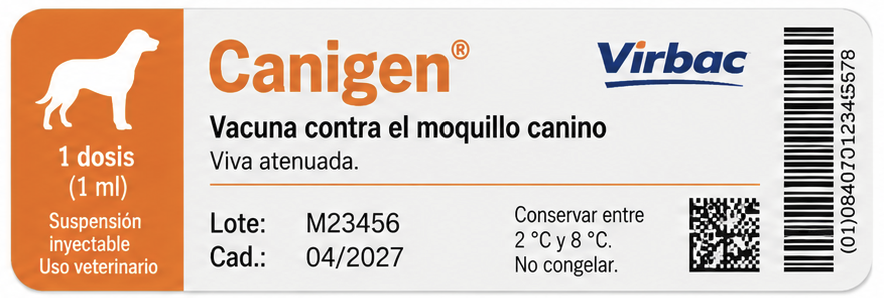 1 dosis
(1 ml)
Suspensión
inyectable
Uso veterinario
Canigen®
Virbac
Vacuna contra el moquillo canino
Viva atenuada.
Lote: M23456
Cad.: 04/2027
Conservar entre
2 °C y 8 °C.
No congelar.
(01)08407012345578